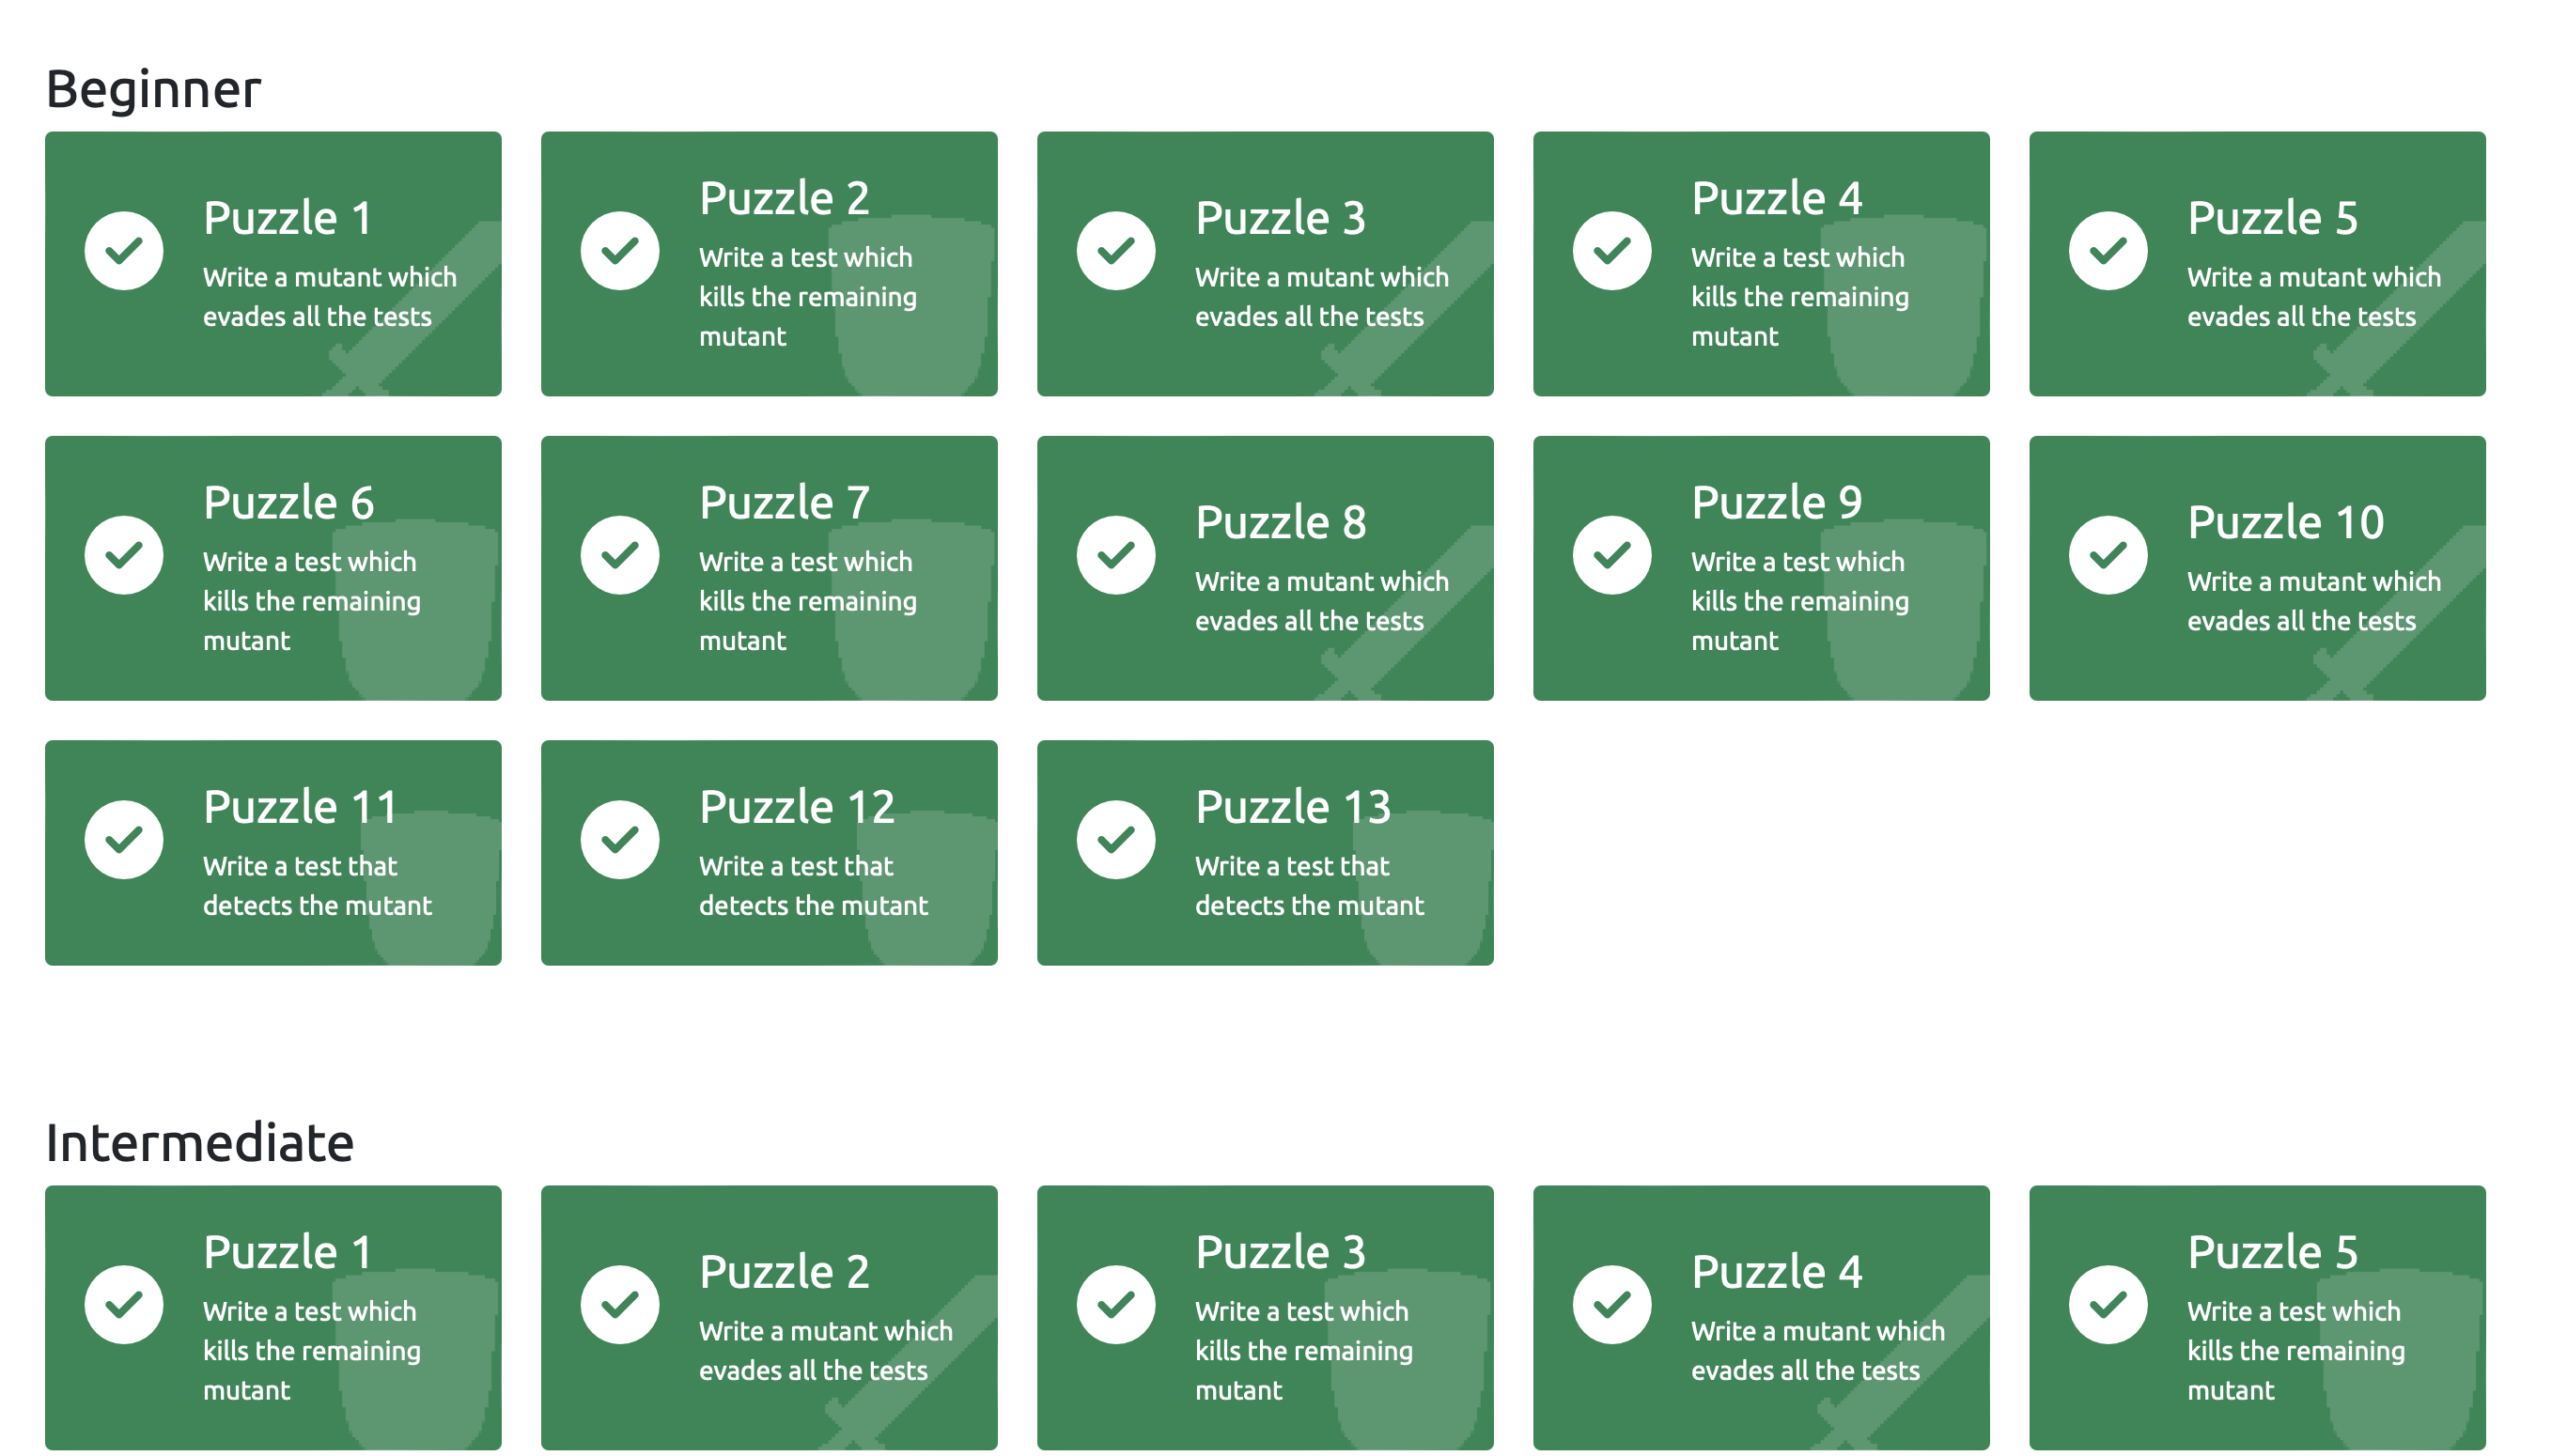 Beginner
Puzzle 1
Write a mutant which
evades all the tests
Puzzle 2
Write a test which
kills the remaining
mutant
Puzzle 3
Write a mutant which
evades all the tests
Puzzle 4
Write a test which
kills the remaining
mutant
Puzzle 5
Write a mutant which
evades all the tests
Puzzle 6
Write a test which
kills the remaining
mutant
Puzzle 7
Write a test which
kills the remaining
mutant
Puzzle 8
Write a mutant which
evades all the tests
Puzzle 9
Write a test which
kills the remaining
mutant
Puzzle 10
Write a mutant which
evades all the tests
Puzzle 11
Write a test that
detects the mutant
Puzzle 12
Write a test that
detects the mutant
Puzzle 13
Write a test that
detects the mutant
Intermediate
Puzzle 1
Write a test which
kills the remaining
mutant
Puzzle 2
Write a mutant which
evades all the tests
Puzzle 3
Write a test which
kills the remaining
mutant
Puzzle 4
Write a mutant which
evades all the tests
Puzzle 5
Write a test which
kills the remaining
mutant